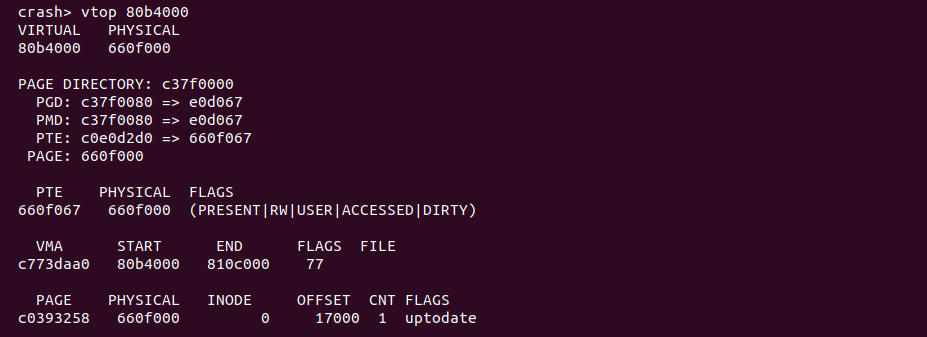 crash> vtop 80b4000
VIRTUAL   PHYSICAL
80b4000   660f000
PAGE DIRECTORY: c37f0000
  PGD: c37f0080 => e0d067
  PMD: c37f0080 => e0d067
  PTE: c0e0d2d0 => 660f067
 PAGE: 660f000
  PTE    PHYSICAL  FLAGS
660f067   660f000  (PRESENT|RW|USER|ACCESSED|DIRTY)
  VMA      START      END      FLAGS  FILE
c773daa0   80b4000   810c000    77
  PAGE    PHYSICAL   INODE     OFFSET  CNT FLAGS
c0393258   660f000         0     17000  1  uptodate